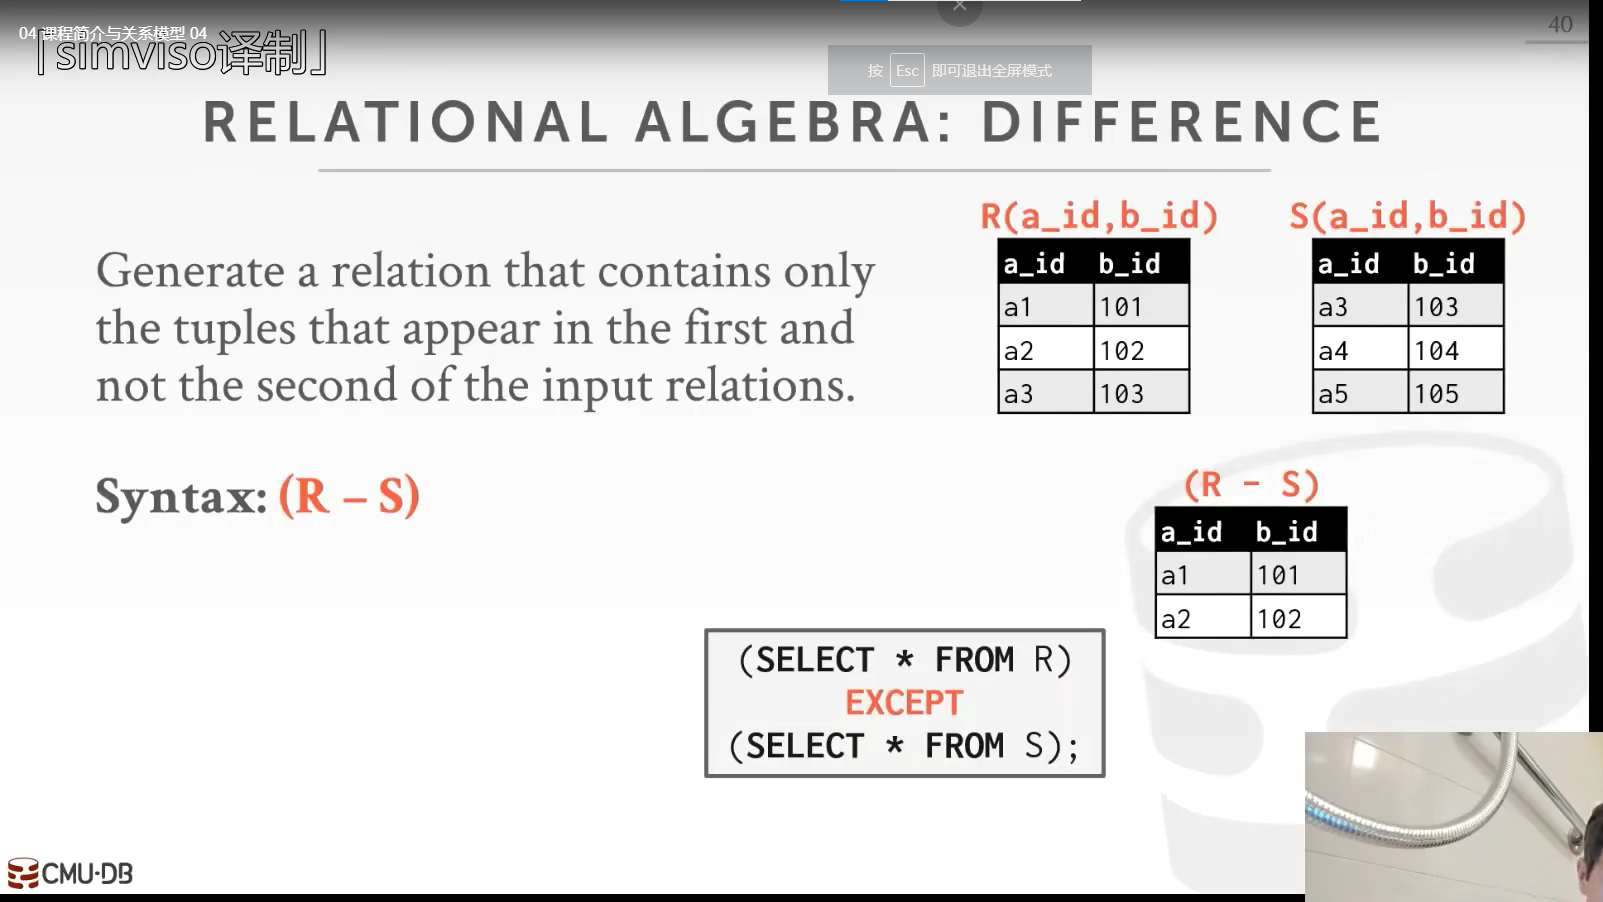 04 课程简介与关系模型 04
「simviso译制」
40
按 Esc 即可退出全屏模式
RELATIONAL ALGEBRA: DIFFERENCE
Generate a relation that contains only
the tuples that appear in the first and
not the second of the input relations.
Syntax: (R – S)
R(a_id,b_id)
a_id b_id
a1 101
a2 102
a3 103
S(a_id,b_id)
a_id b_id
a3 103
a4 104
a5 105
(R - S)
a_id b_id
a1 101
a2 102
(SELECT * FROM R)
EXCEPT
(SELECT * FROM S);
CMU·DB